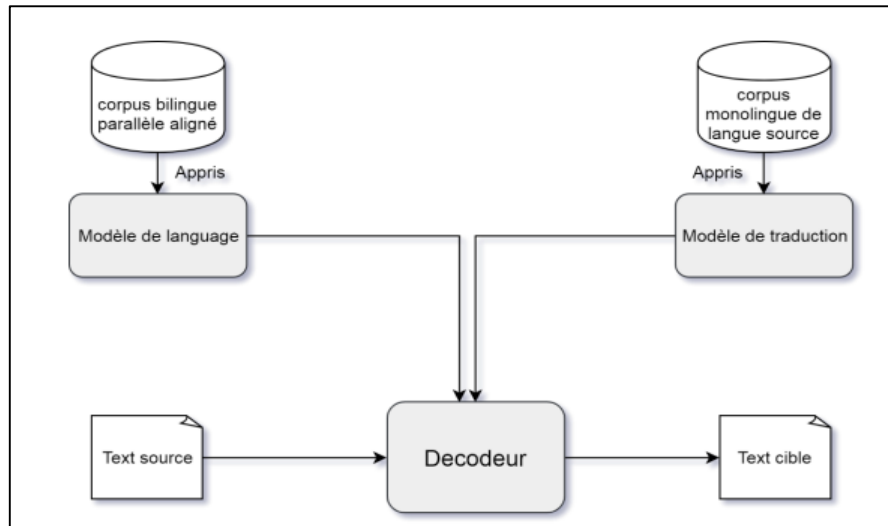 corpus bilingue
parallèle aligné
corpus
monolingue de
langue source
Appris
Appris
Modèle de language
Modèle de traduction
Text source
Decodeur
Text cible